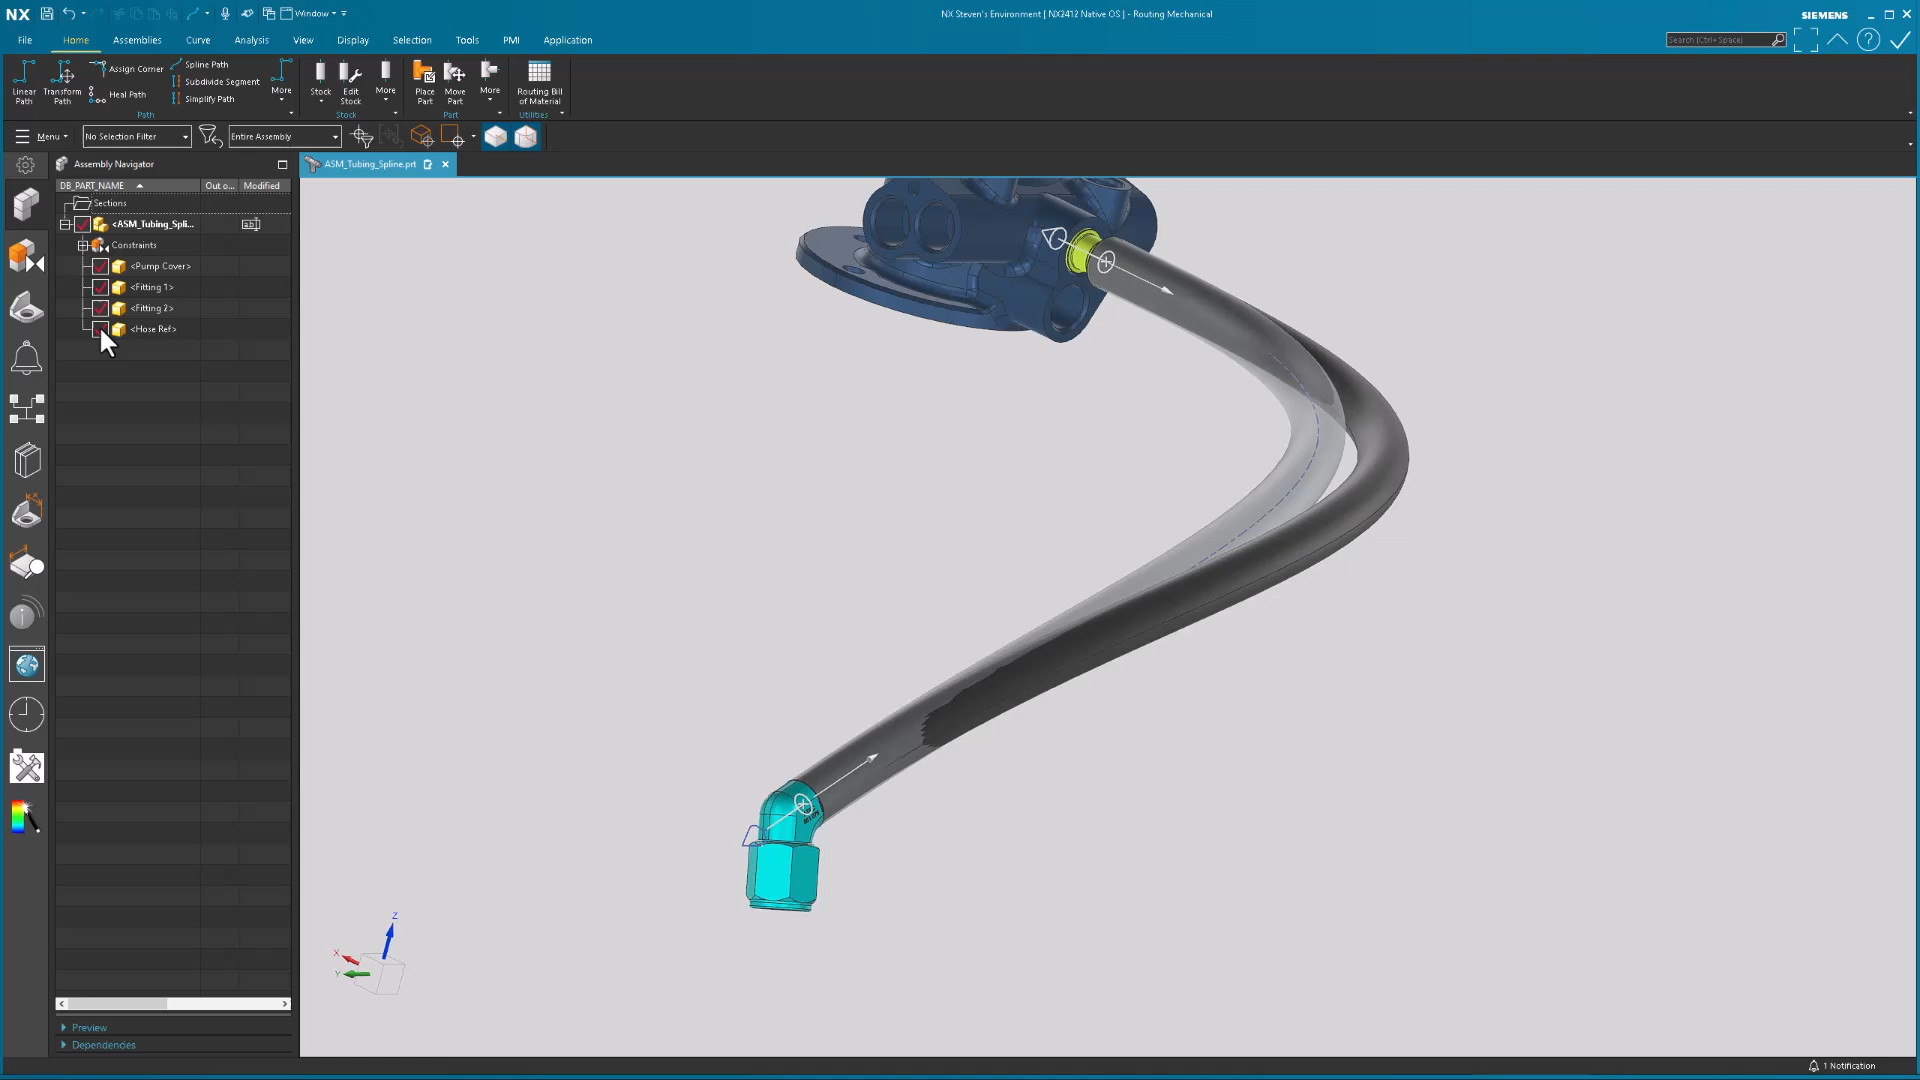 NX
Window
NX Steven's Environment [ NX2412 Native OS ] - Routing Mechanical
SIEMENS
File
Home
Assemblies
Curve
Analysis
View
Display
Selection
Tools
PMI
Application
Search (Ctrl+Space)
Linear
Path
Transform
Path
Assign Corner
Heal Path
Spline Path
Subdivide Segment
Simplify Path
More
Path
Stock
Edit
Stock
More
Stock
Place
Part
Move
Part
More
Part
Routing Bill
of Material
Utilities
Menu
No Selection Filter
Entire Assembly
Assembly Navigator
ASM_Tubing_Spline.prt
DB_PART_NAME
Out o...
Modified
Sections
<ASM_Tubing_Spli...
Constraints
<Pump Cover>
<Fitting 1>
<Fitting 2>
<Hose Ref>
Z
X
Y
Preview
Dependencies
1 Notification